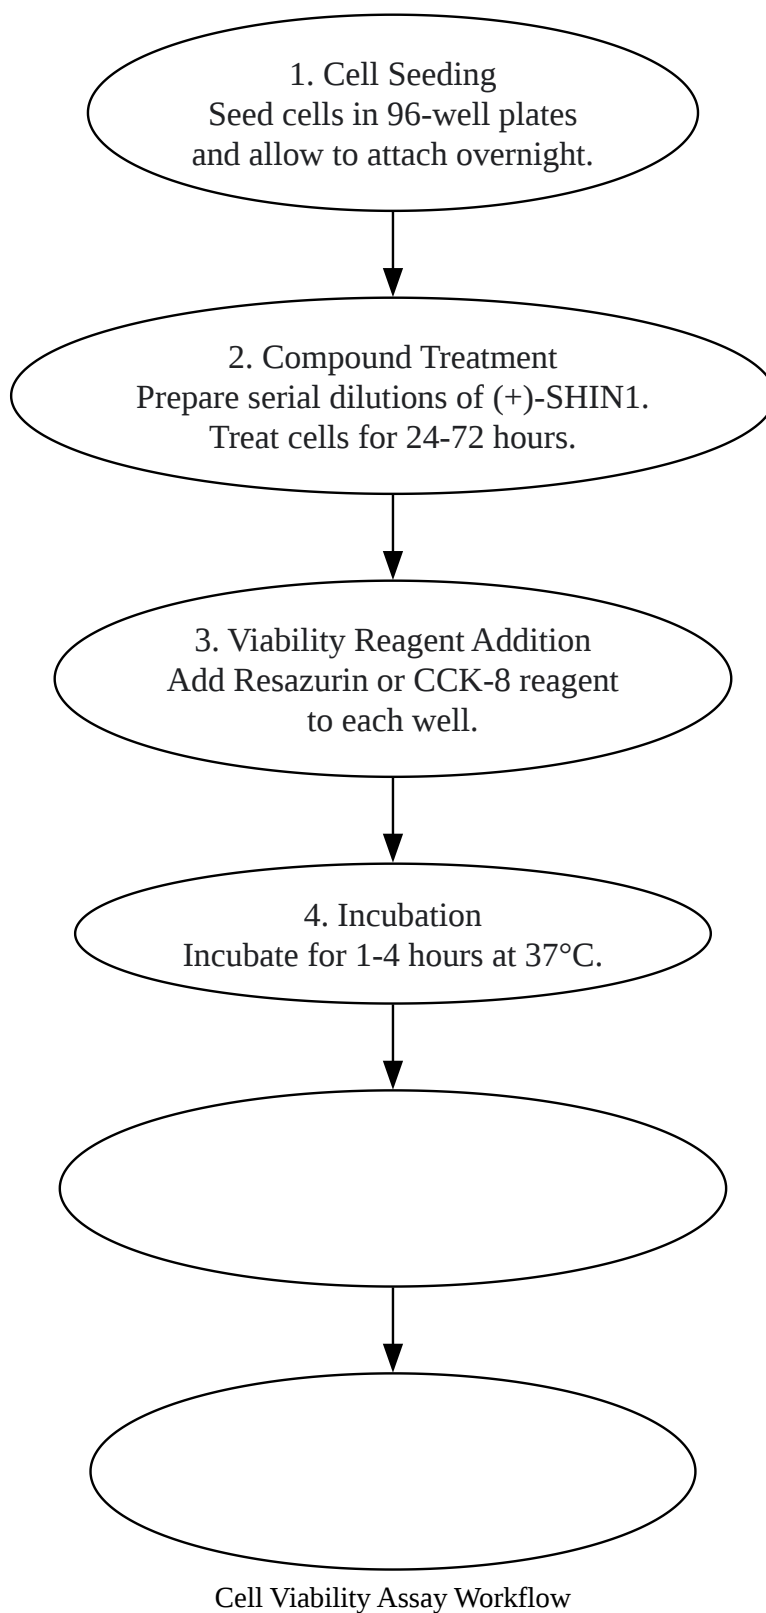 1. Cell Seeding
Seed cells in 96-well plates
and allow to attach overnight.
2. Compound Treatment
Prepare serial dilutions of (+)-SHIN1.
Treat cells for 24-72 hours.
3. Viability Reagent Addition
Add Resazurin or CCK-8 reagent
to each well.
4. Incubation
Incubate for 1-4 hours at 37°C.
Cell Viability Assay Workflow